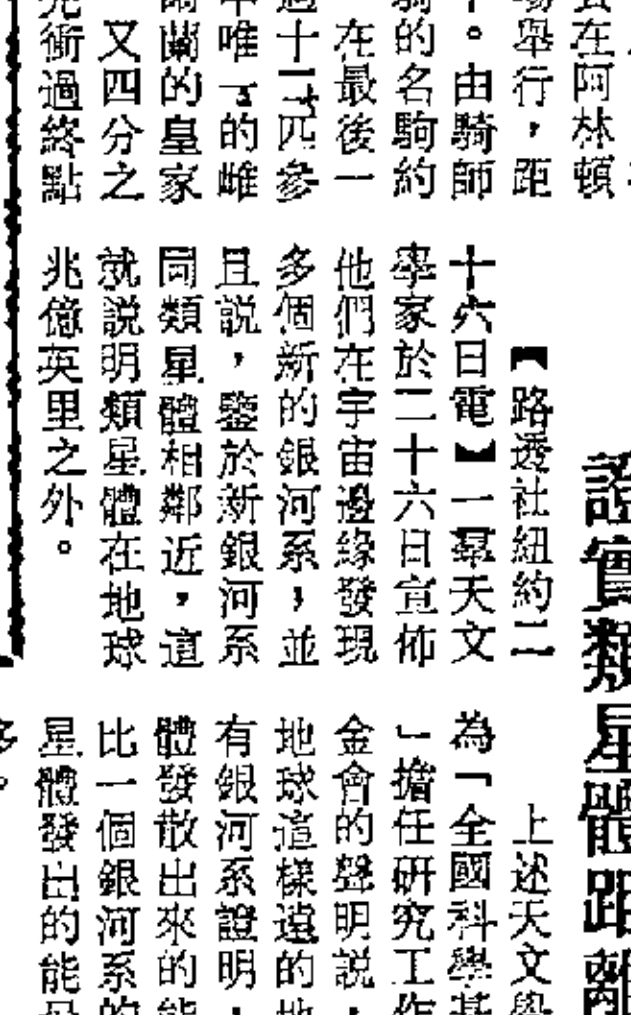 證實類星體距離
【路透社紐約二
十六日電】一羣天文
學家於二十六日宣佈
他們在宇宙邊緣發現
多個新的銀河系，並
且說，鑒於新銀河系
同類星體相鄰近，這
就說明類星體在地球
兆億英里之外。
上述天文學
為「全國科學基
」擔任研究工作
金會的聲明說，
地球這樣遠的地
有銀河系證明，
體發散出來的能
比一個銀河系的
星體發出的能
多。
在阿林頓
場舉行，距
。由騎師
騎的名駒約
在最後一
過十二匹參
中唯一的雌
爾蘭的皇家
又四分之
先衝過終點